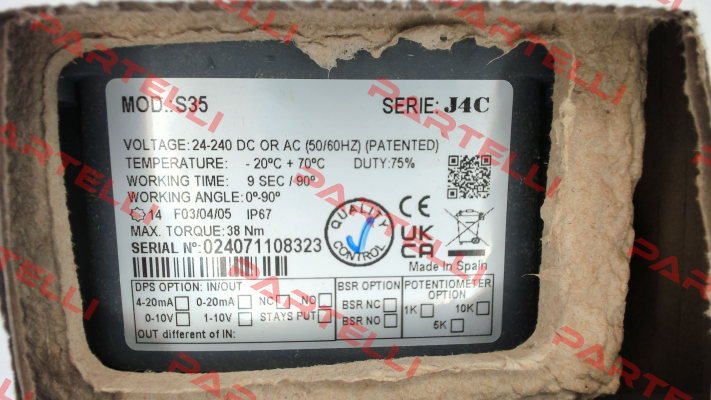 MOD.:S35 SERIE: J4C
VOLTAGE: 24-240 DC OR AC (50/60HZ) (PATENTED)
TEMPERATURE: - 20ºC + 70ºC DUTY:75%
WORKING TIME: 9 SEC / 90º
WORKING ANGLE: 0º-90º
14 F03/04/05 IP67
MAX. TORQUE: 38 Nm
SERIAL Nº:024071108323
QUALITY CONTROL
CE
UK
CA
Made In Spain
DPS OPTION: IN/OUT
4-20mA 0-20mA NC NO
0-10V 1-10V STAYS PUT
OUT different of IN:
BSR OPTION
BSR NC
BSR NO
POTENTIOMETER
OPTION
1K 10K
5K
PARTELLI
PARTELLI
PARTELLI
PARTELLI
PARTELLI
PARTELLI
PARTELLI